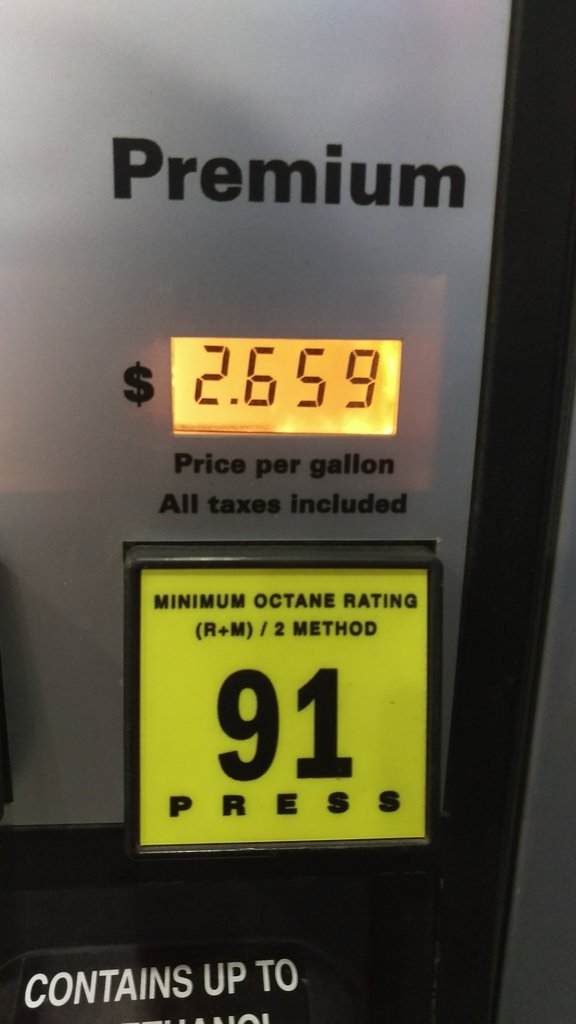 Premium
$ 2.659
Price per gallon
All taxes included
MINIMUM OCTANE RATING
(R+M) / 2 METHOD
91
PRESS
CONTAINS UP TO
ETHANOL